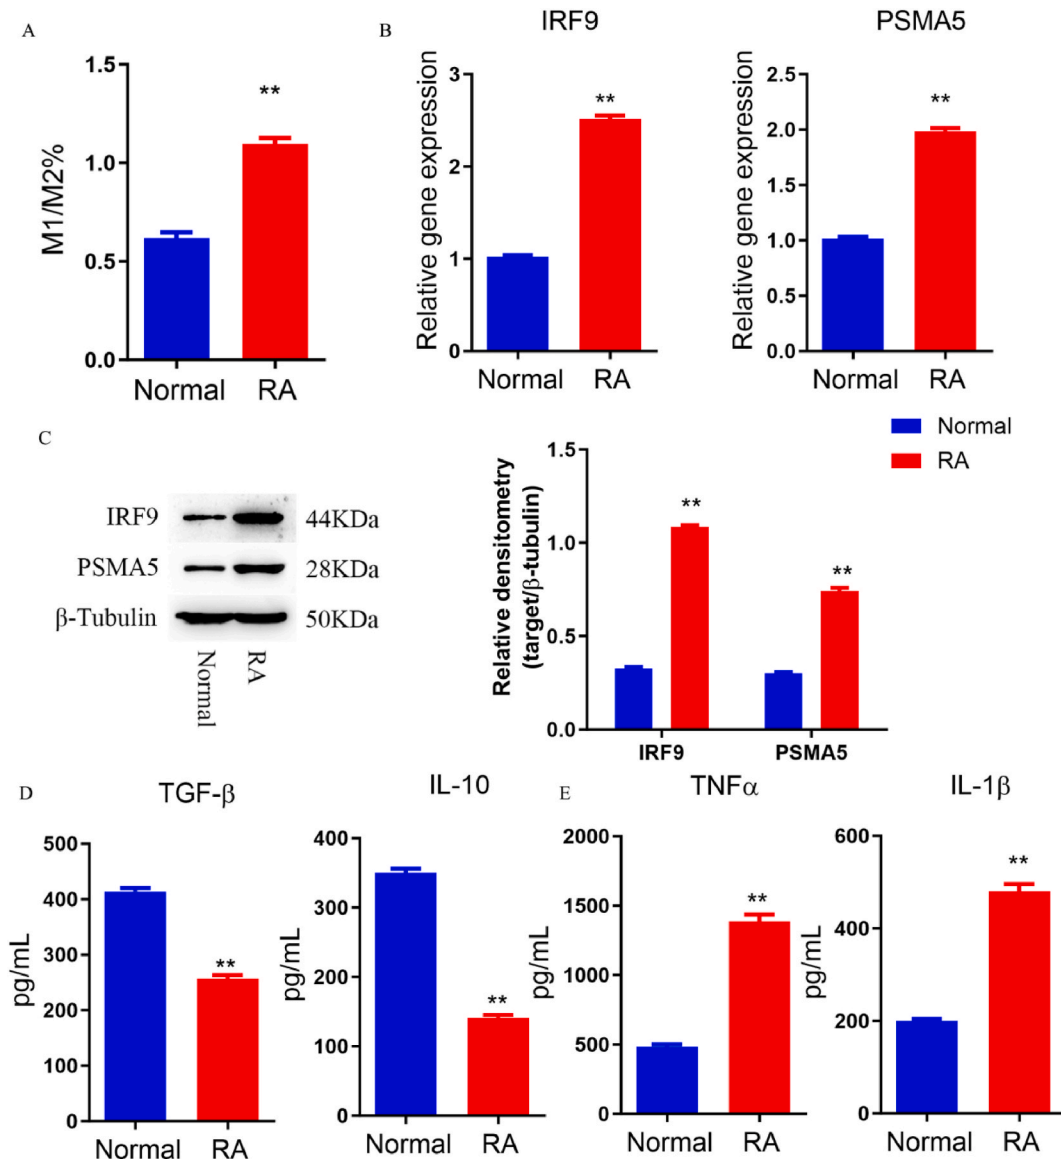 A
M1/M2%
1.5
1.0
0.5
0.0
**
Normal RA
B
IRF9
Relative gene expression
3
2
1
0
**
Normal RA
PSMA5
Relative gene expression
2.5
2.0
1.5
1.0
0.5
0.0
**
Normal RA
C
IRF9 44KDa
PSMA5 28KDa
β-Tubulin 50KDa
Normal
RA
Normal
RA
Relative densitometry
(target/β-tubulin)
1.5
1.0
0.5
0.0
**
**
IRF9 PSMA5
D
TGF-β
pg/mL
500
400
300
200
100
0
**
Normal RA
IL-10
pg/mL
400
300
200
100
0
**
Normal RA
E
TNFα
pg/mL
2000
1500
1000
500
0
**
Normal RA
IL-1β
pg/mL
600
400
200
0
**
Normal RA